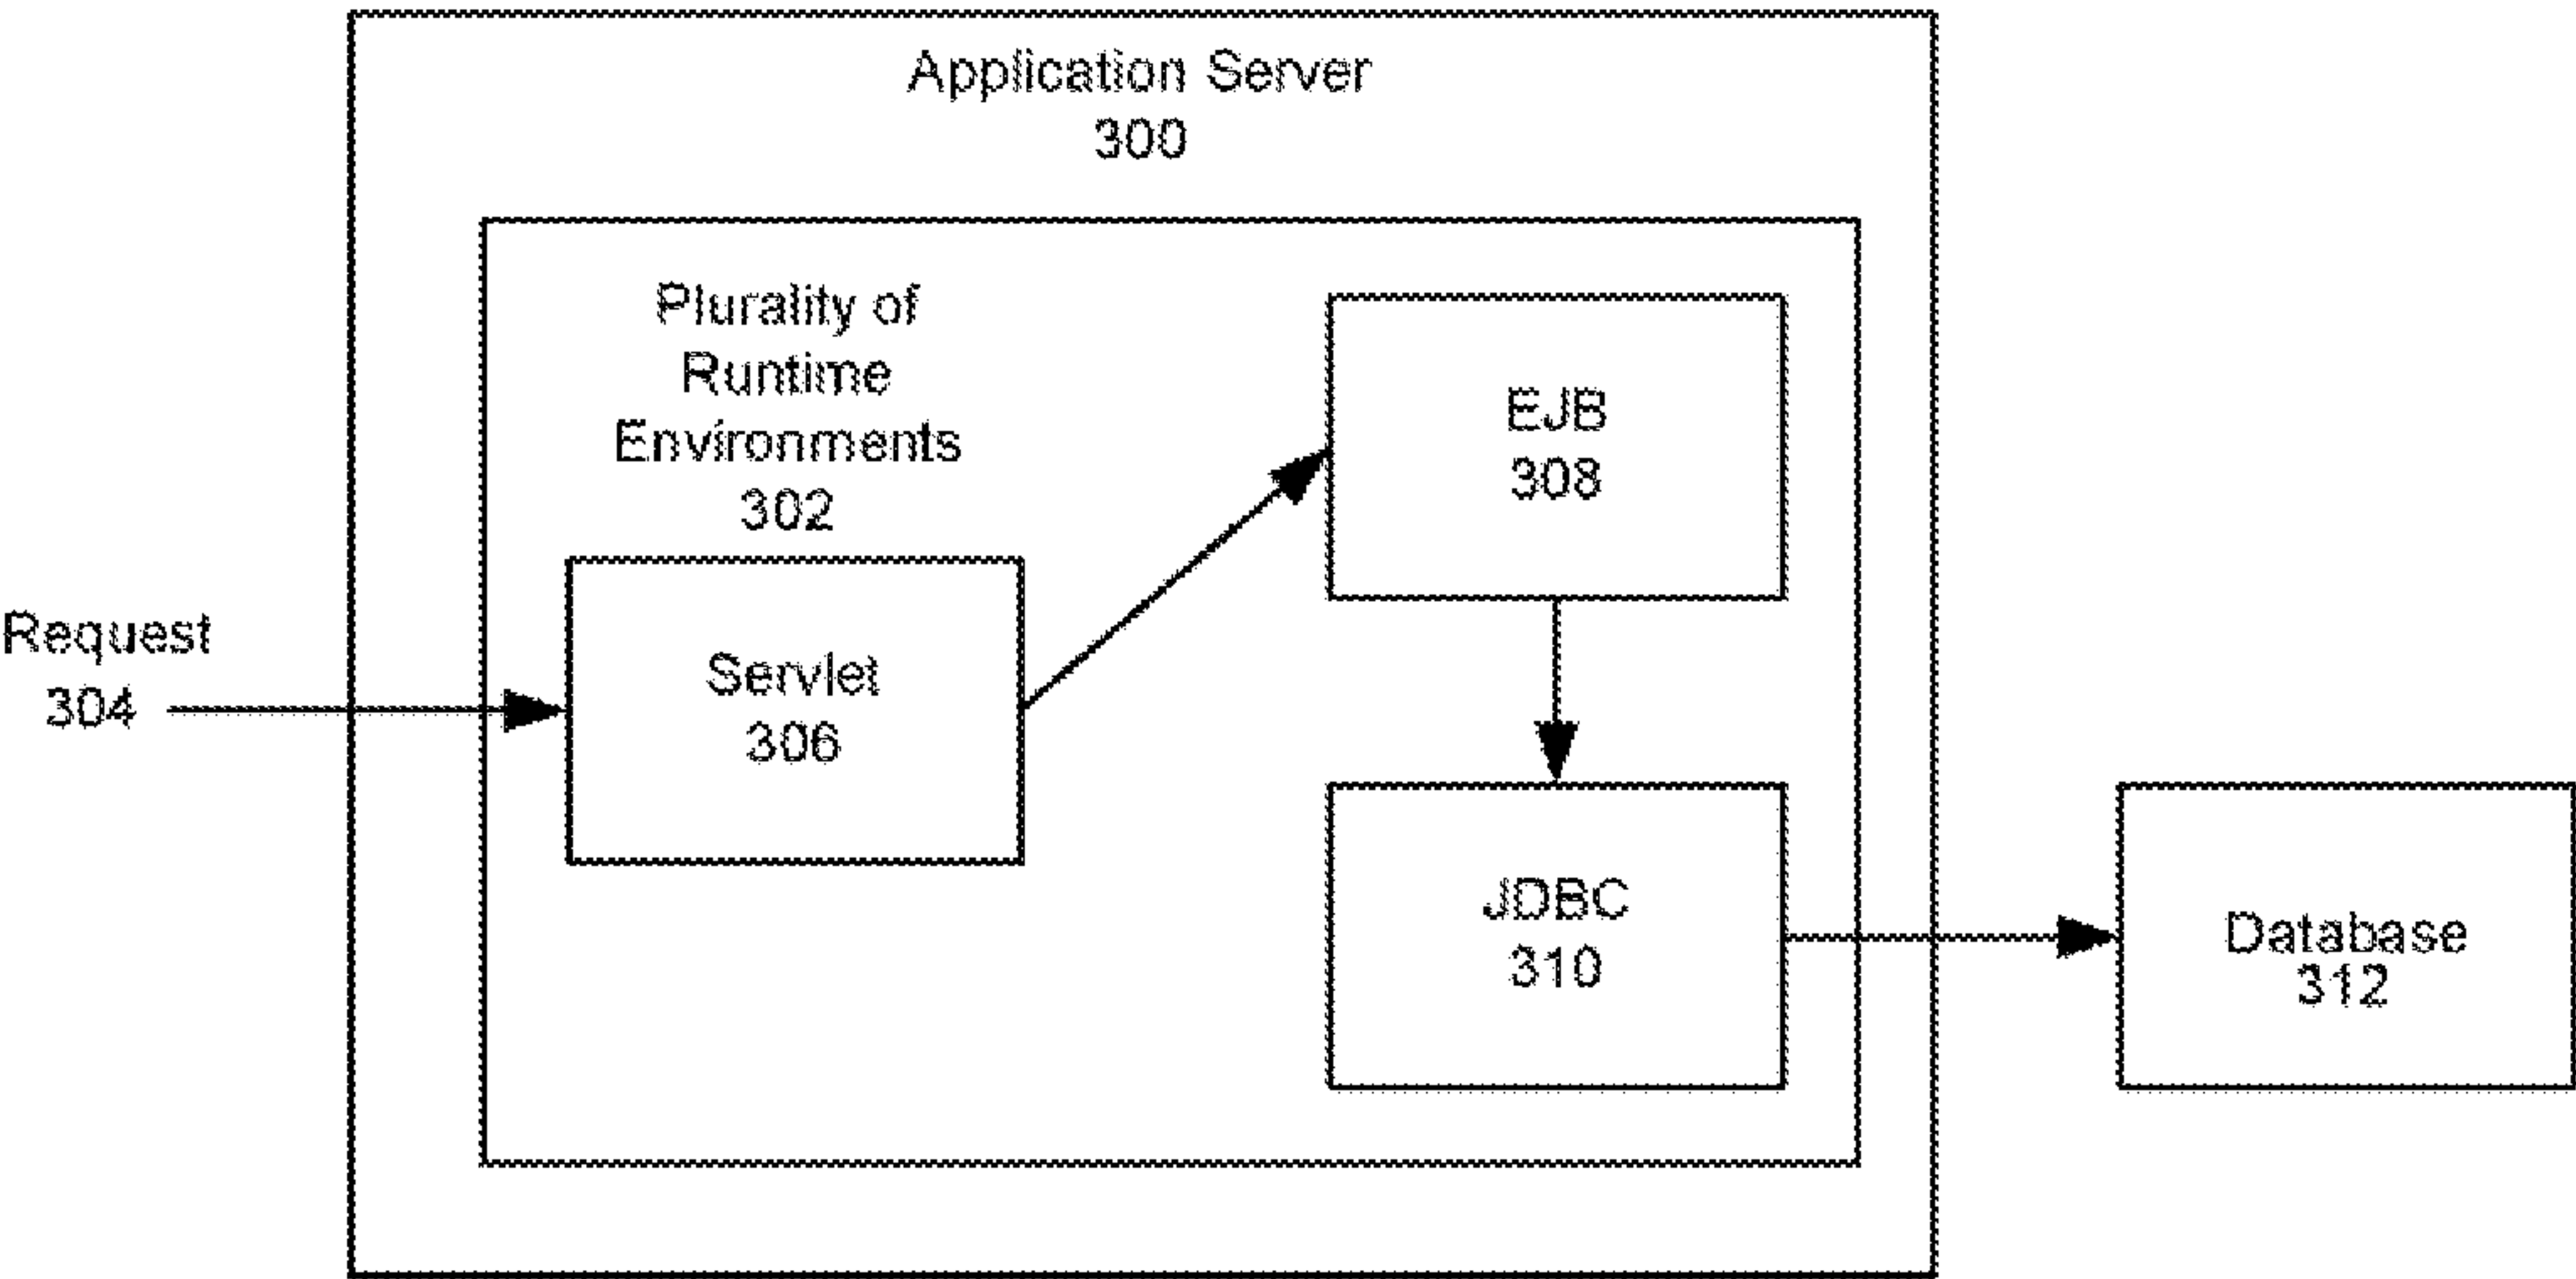 Application Server
300
Plurality of
Runtime
Environments
302
EJB
308
Request
304
Servlet
306
JDBC
310
Database
312